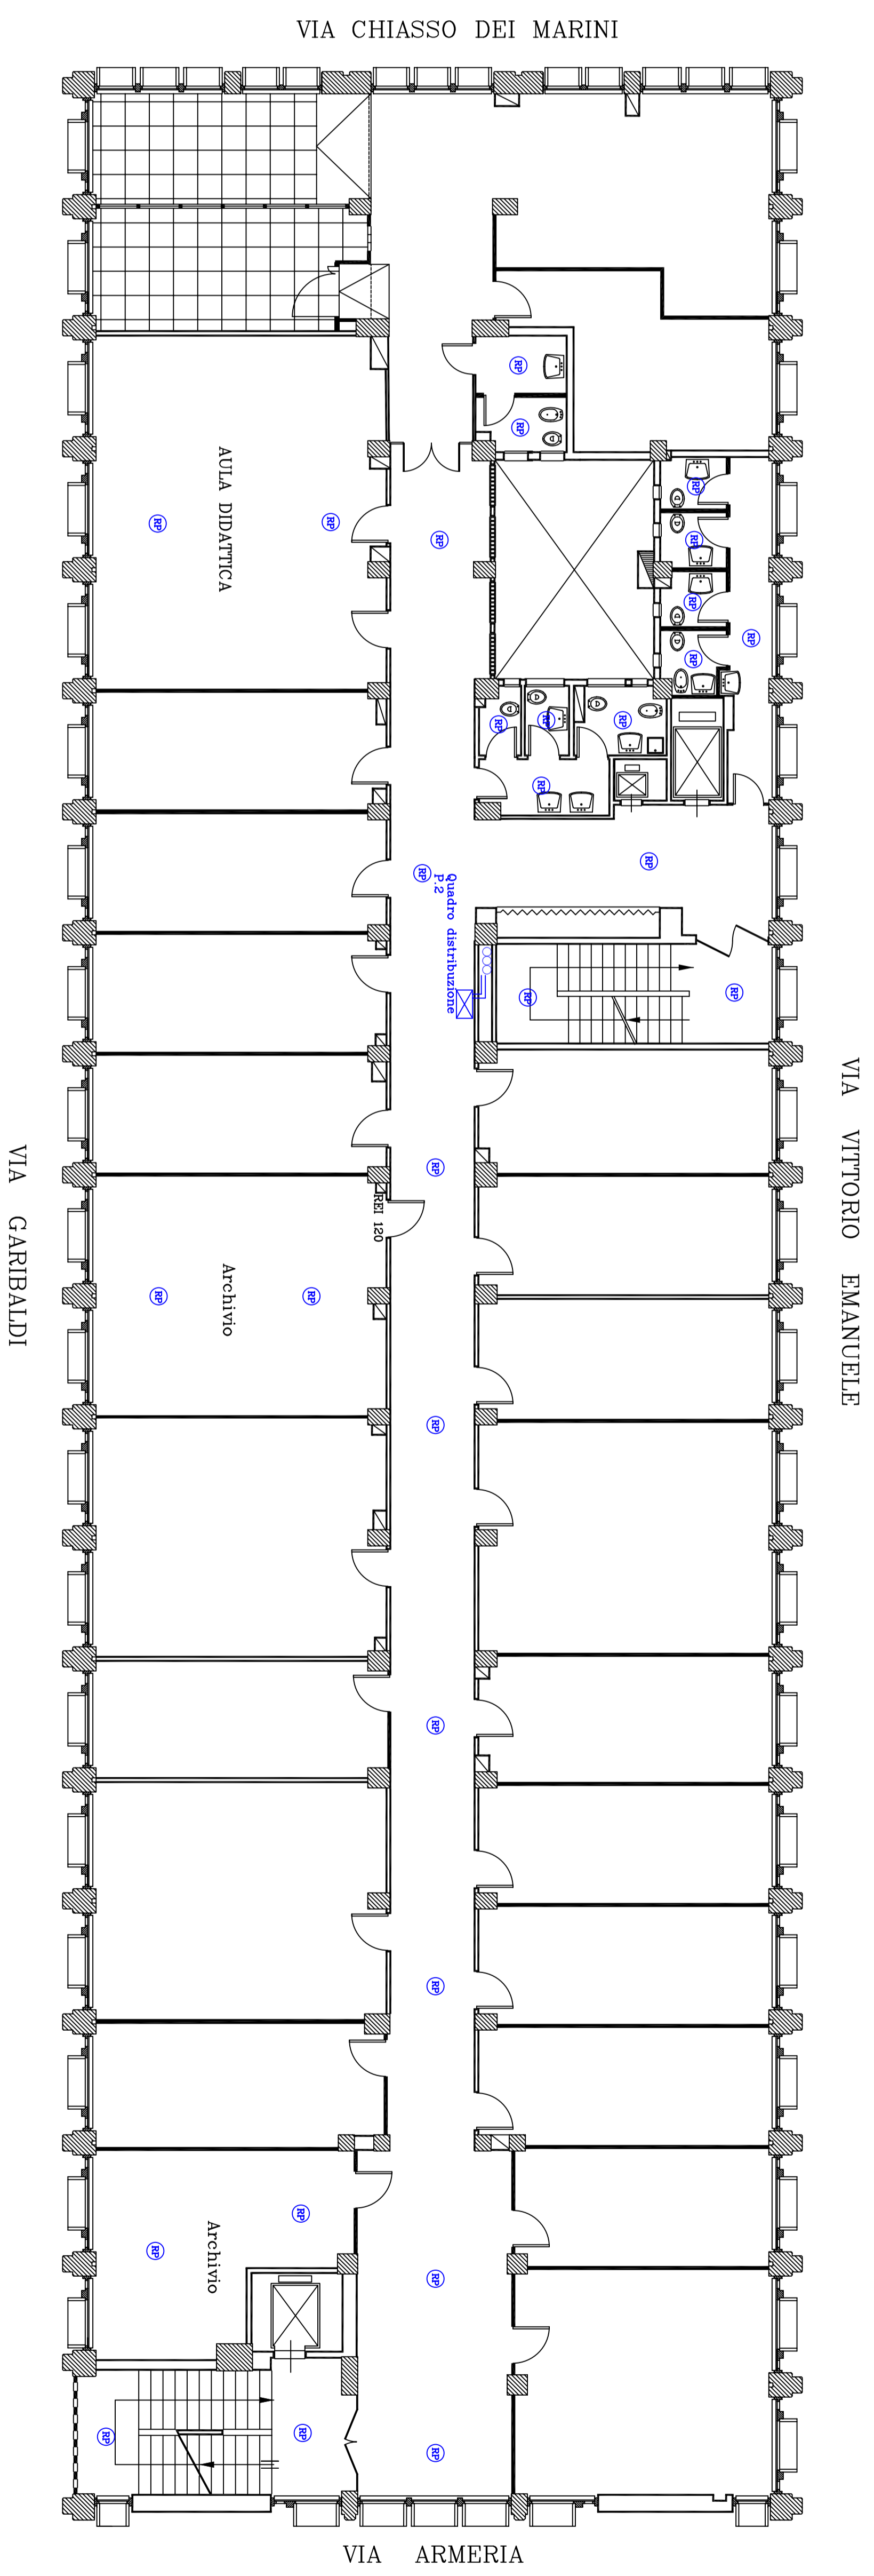 VIA CHIASSO DEI MARINI
RP
RP
RP
AULA DIDATTICA
RP
RP
RP
RP
RP
RP
RP
RP
RP
RP
RP
RP
RP
Quadro distribuzione
P.2
RP
RP
VIA VITTORIO EMANUELE
VIA GARIBALDI
RP
REI 120
RP
Archivio
RP
RP
RP
RP
RP
RP
Archivio
RP
RP
RP
RP
VIA ARMERIA